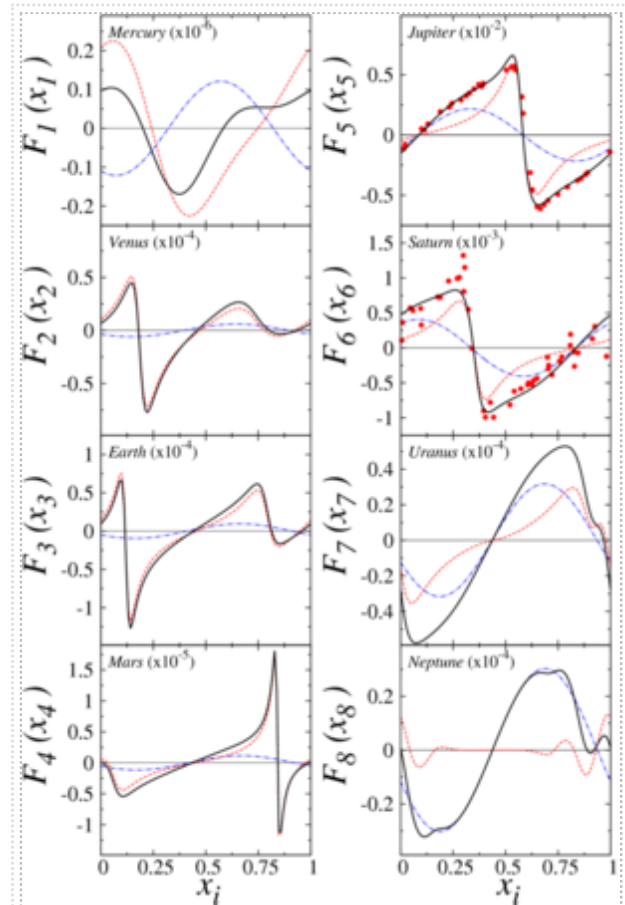 Mercury (x10-6)
F1(x1)
0.2
0.1
0
-0.1
-0.2
Jupiter (x10-2)
F5(x5)
0.5
0
-0.5
Venus (x10-4)
F2(x2)
0.5
0
-0.5
Saturn (x10-3)
F6(x6)
1.5
1
0.5
0
-0.5
-1
Earth (x10-4)
F3(x3)
1
0.5
0
-0.5
-1
Uranus (x10-4)
F7(x7)
0.4
0.2
0
-0.2
-0.4
Mars (x10-5)
F4(x4)
1.5
1
0.5
0
-0.5
-1
Neptune (x10-4)
F8(x8)
0.2
0
-0.2
0 0.25 0.5 0.75 1
xi
0 0.25 0.5 0.75 1
xi